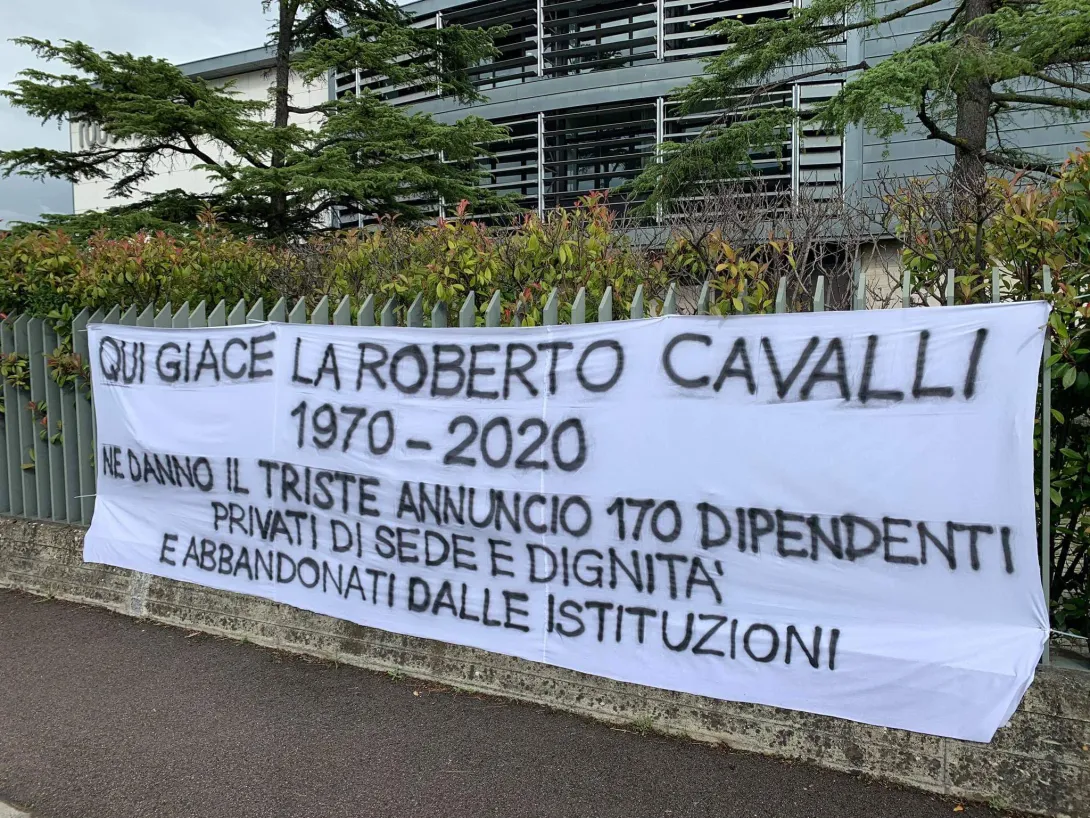 QUI GIACE LA ROBERTO CAVALLI
1970 - 2020
NE DANNO IL TRISTE ANNUNCIO 170 DIPENDENTI
PRIVATI DI SEDE E DIGNITÀ
E ABBANDONATI DALLE ISTITUZIONI